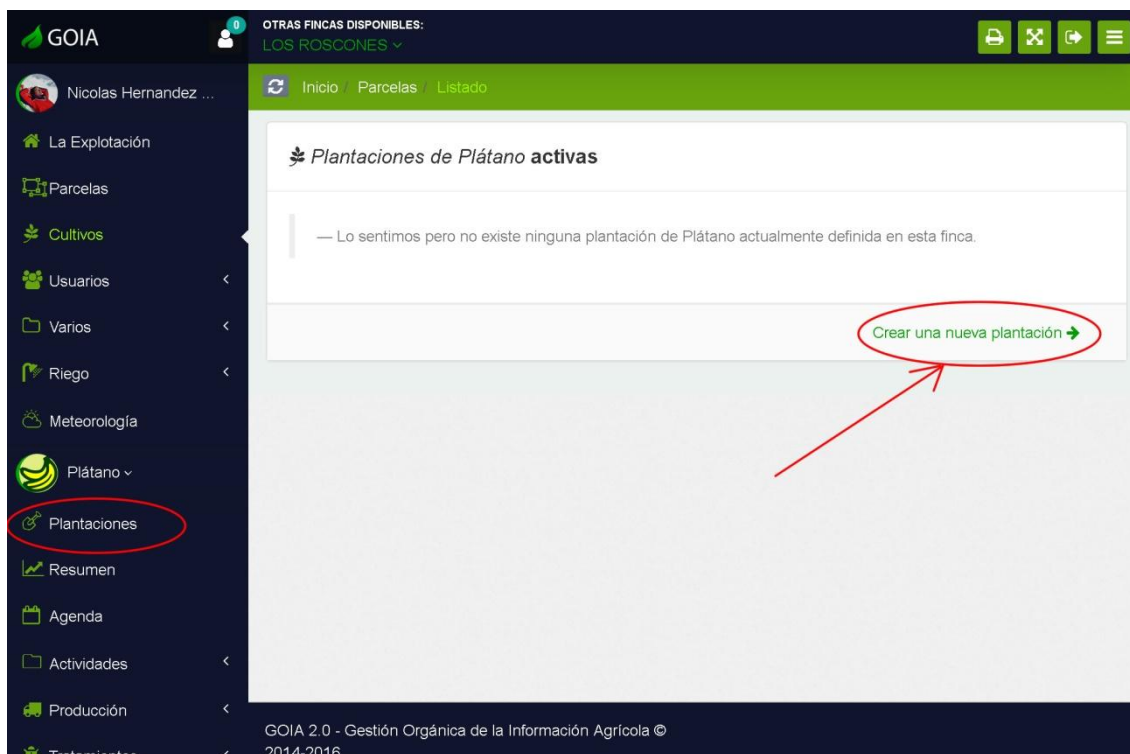 GOIA
0
OTRAS FINCAS DISPONIBLES:
LOS ROSCONES
Nicolas Hernandez ...
Inicio / Parcelas / Listado
La Explotación
Parcelas
Cultivos
Usuarios
Varios
Riego
Meteorología
Plátano
Plantaciones
Resumen
Agenda
Actividades
Producción
Tratamientos
Plantaciones de Plátano activas
— Lo sentimos pero no existe ninguna plantación de Plátano actualmente definida en esta finca.
Crear una nueva plantación
GOIA 2.0 - Gestión Orgánica de la Información Agrícola ©
2014-2016